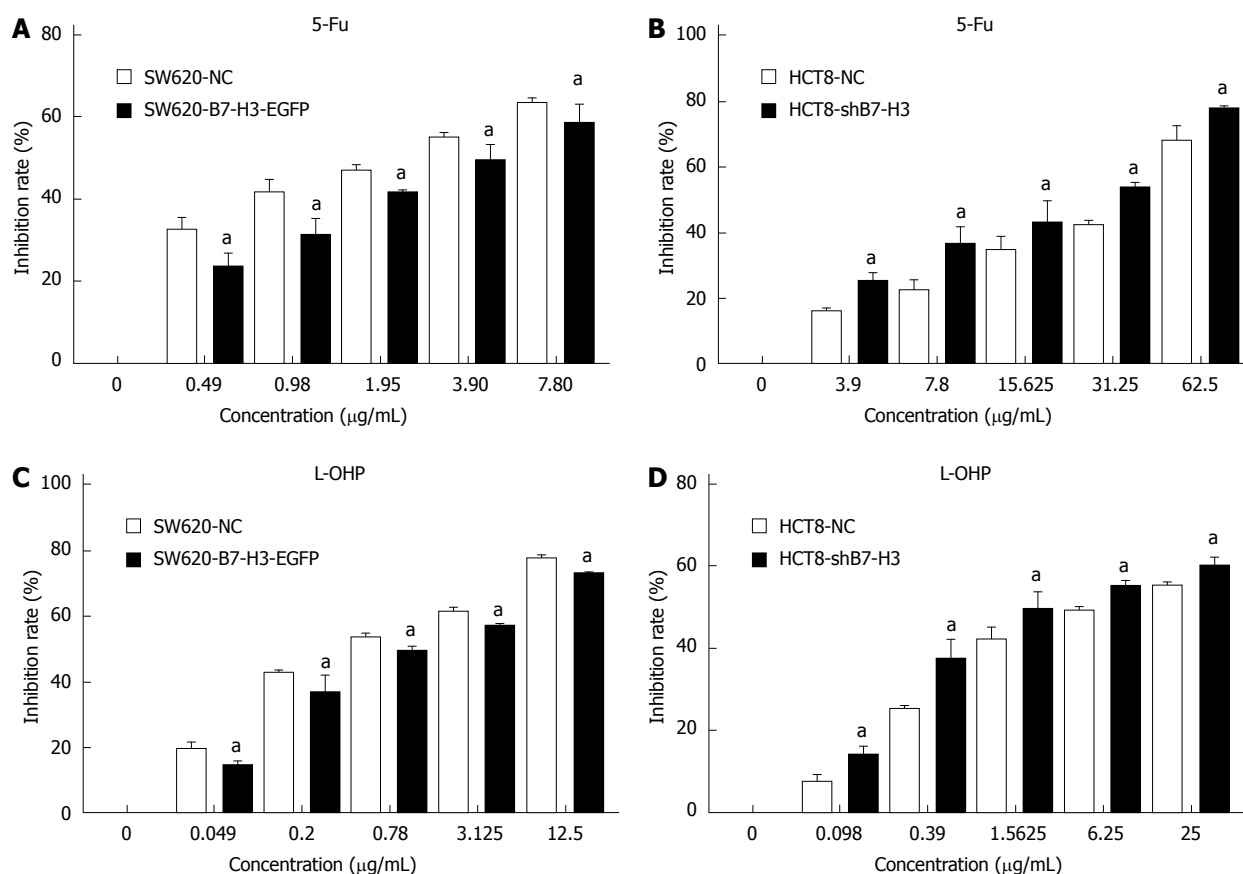 A
5-Fu
80
60
40
20
0
Inhibition rate (%)
SW620-NC
SW620-B7-H3-EGFP
a
a
a
a
a
0
0.49
0.98
1.95
3.90
7.80
Concentration (μg/mL)
B
5-Fu
100
80
60
40
20
0
Inhibition rate (%)
HCT8-NC
HCT8-shB7-H3
a
a
a
a
a
0
3.9
7.8
15.625
31.25
62.5
Concentration (μg/mL)
C
L-OHP
100
80
60
40
20
0
Inhibition rate (%)
SW620-NC
SW620-B7-H3-EGFP
a
a
a
a
a
0
0.049
0.2
0.78
3.125
12.5
Concentration (μg/mL)
D
L-OHP
80
60
40
20
0
Inhibition rate (%)
HCT8-NC
HCT8-shB7-H3
a
a
a
a
a
0
0.098
0.39
1.5625
6.25
25
Concentration (μg/mL)